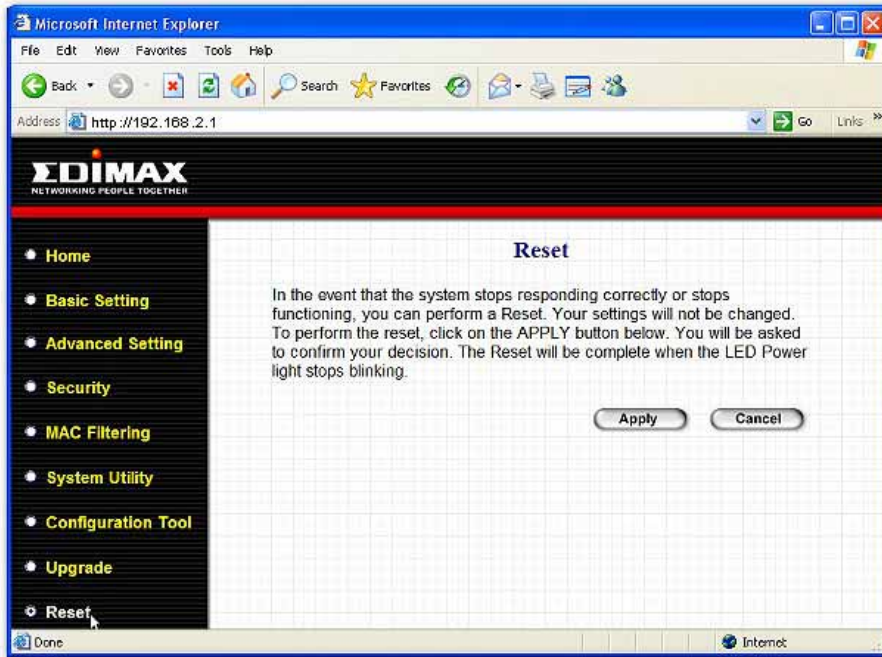 Microsoft Internet Explorer
File Edit View Favorites Tools Help
Back Search Favorites
Address http://192.168.2.1 Go Links »
EDIMAX
NETWORKING PEOPLE TOGETHER
Home
Basic Setting
Advanced Setting
Security
MAC Filtering
System Utility
Configuration Tool
Upgrade
Reset
Reset
In the event that the system stops responding correctly or stops
functioning, you can perform a Reset. Your settings will not be changed.
To perform the reset, click on the APPLY button below. You will be asked
to confirm your decision. The Reset will be complete when the LED Power
light stops blinking.
Apply Cancel
Done Internet